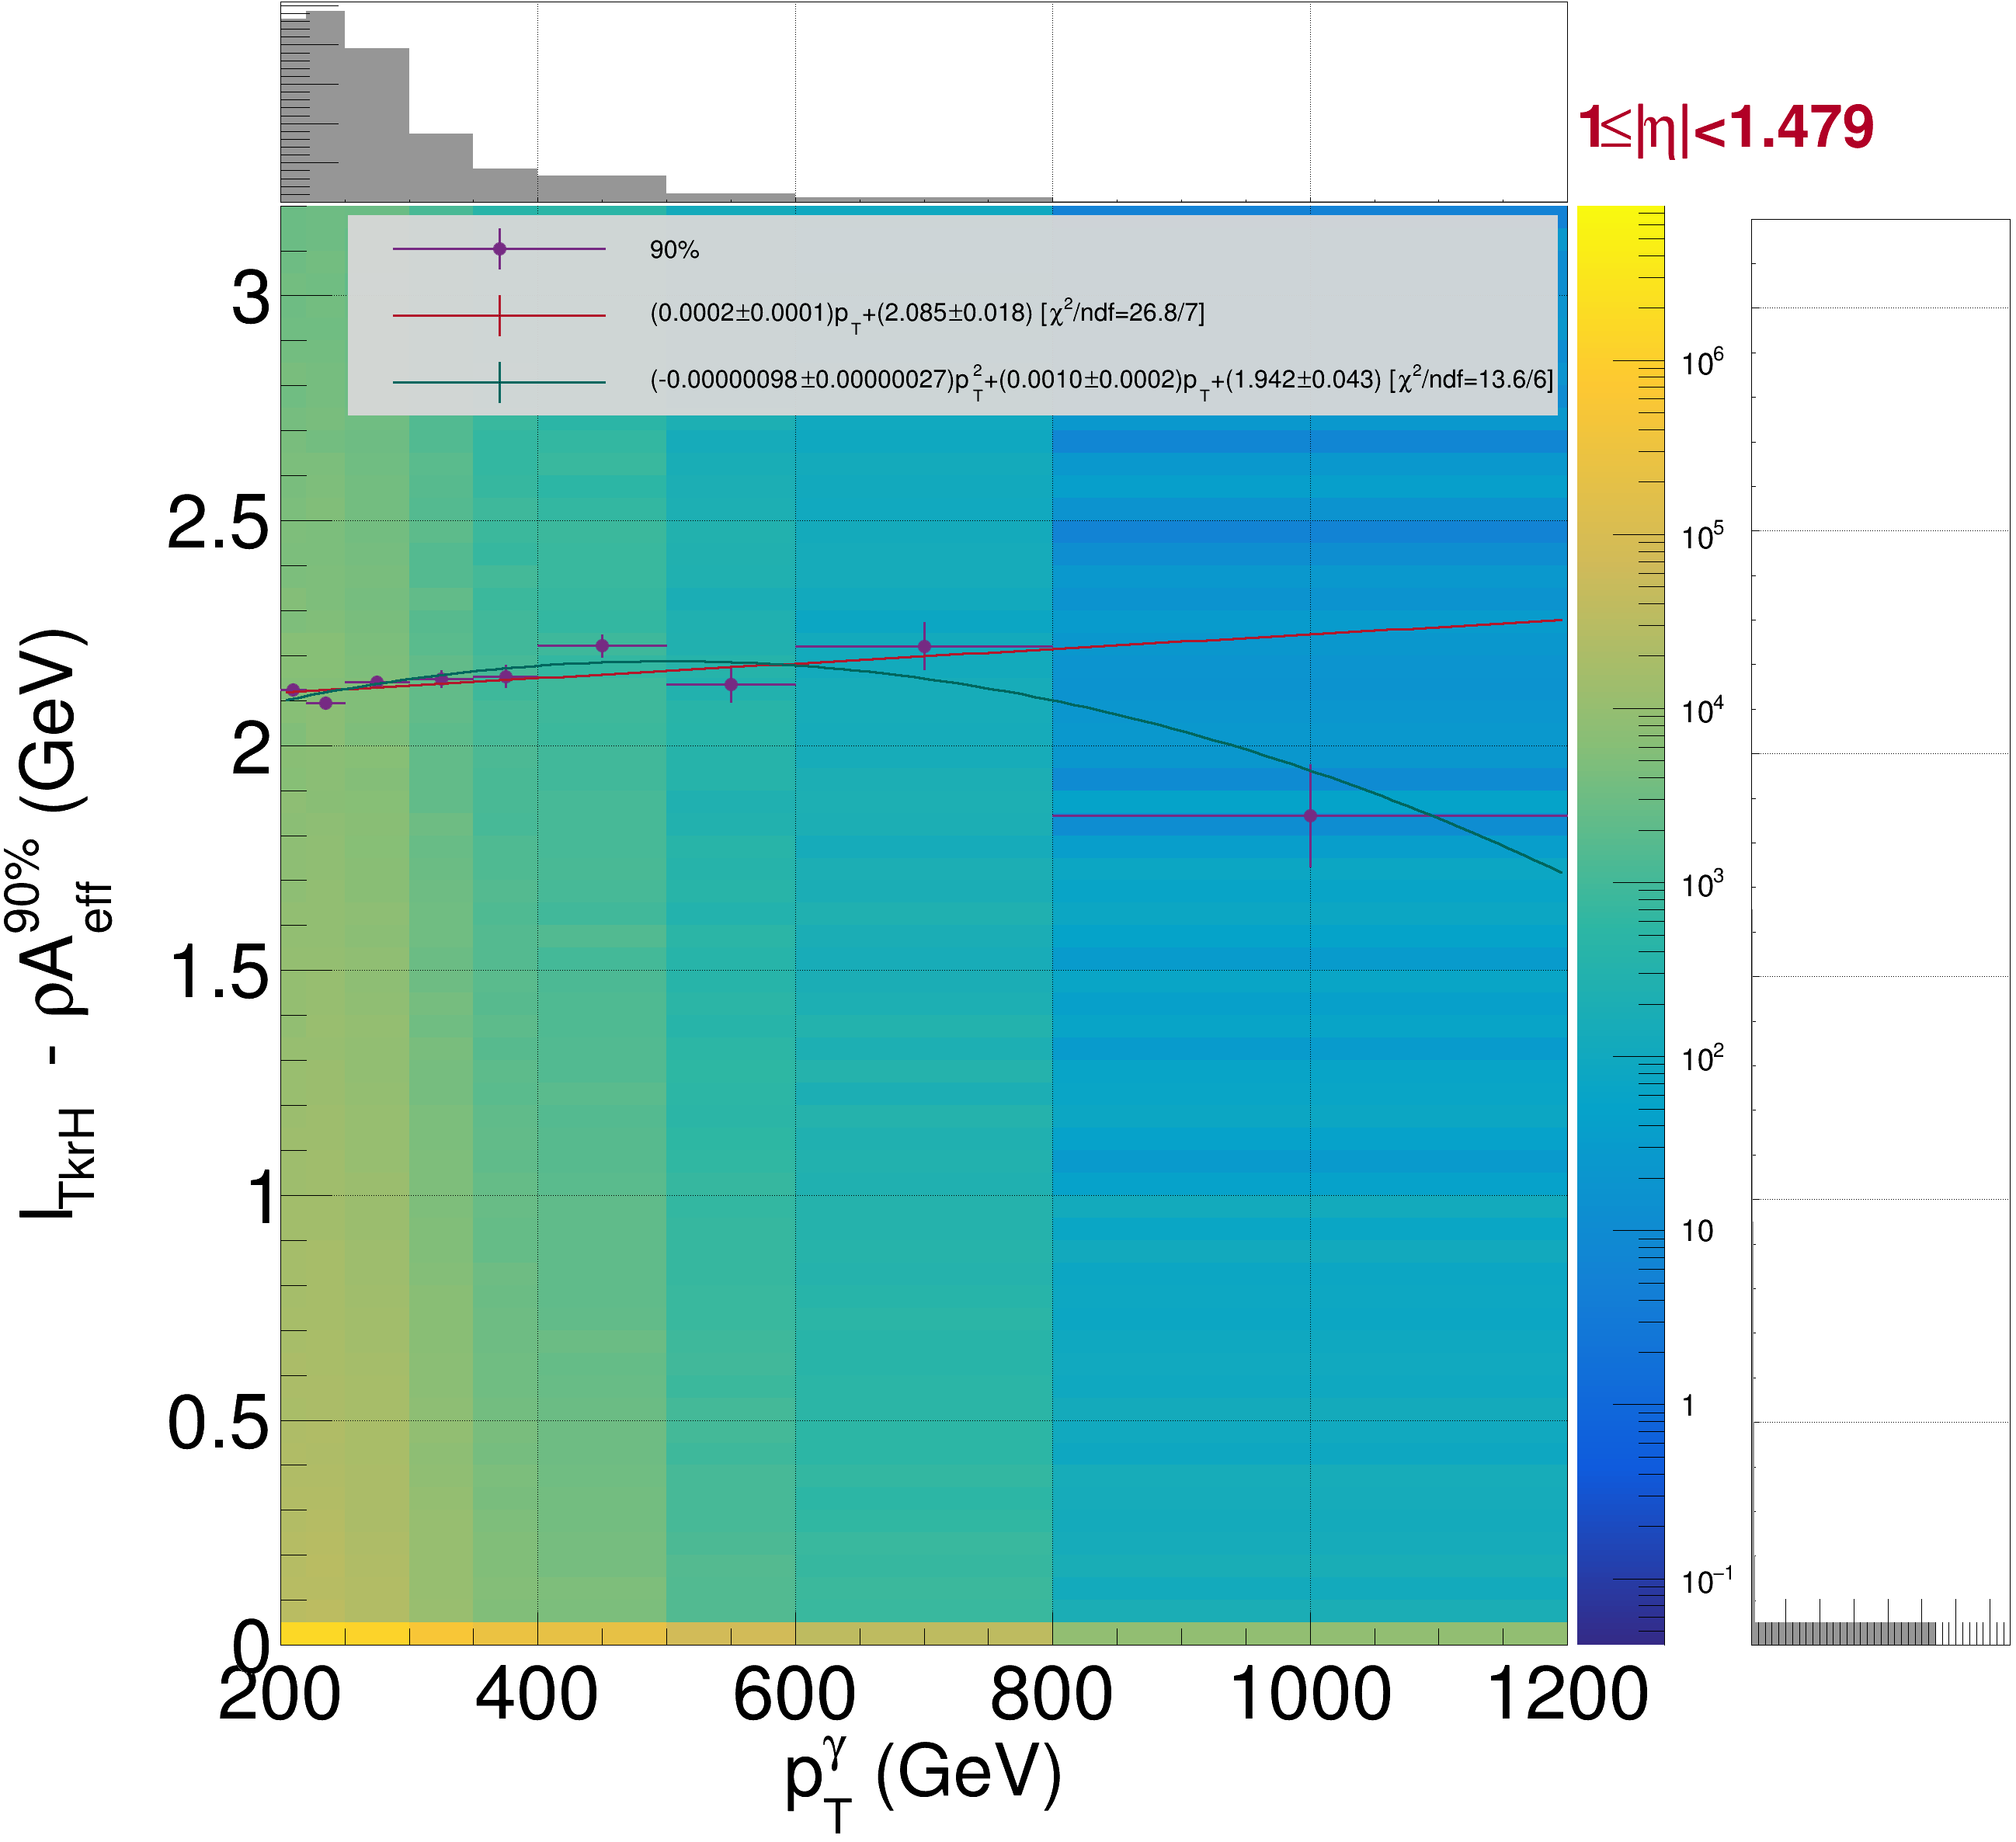 1≤|η|<1.479
90%
(0.0002±0.0001)p_T+(2.085±0.018) [χ²/ndf=26.8/7]
(-0.00000098±0.00000027)p_T²+(0.0010±0.0002)p_T+(1.942±0.043) [χ²/ndf=13.6/6]
I_TkrH - ρA_eff^90% (GeV)
3
2.5
2
1.5
1
0.5
0
200 400 600 800 1000 1200
p_T^γ (GeV)
10⁶
10⁵
10⁴
10³
10²
10
1
10⁻¹